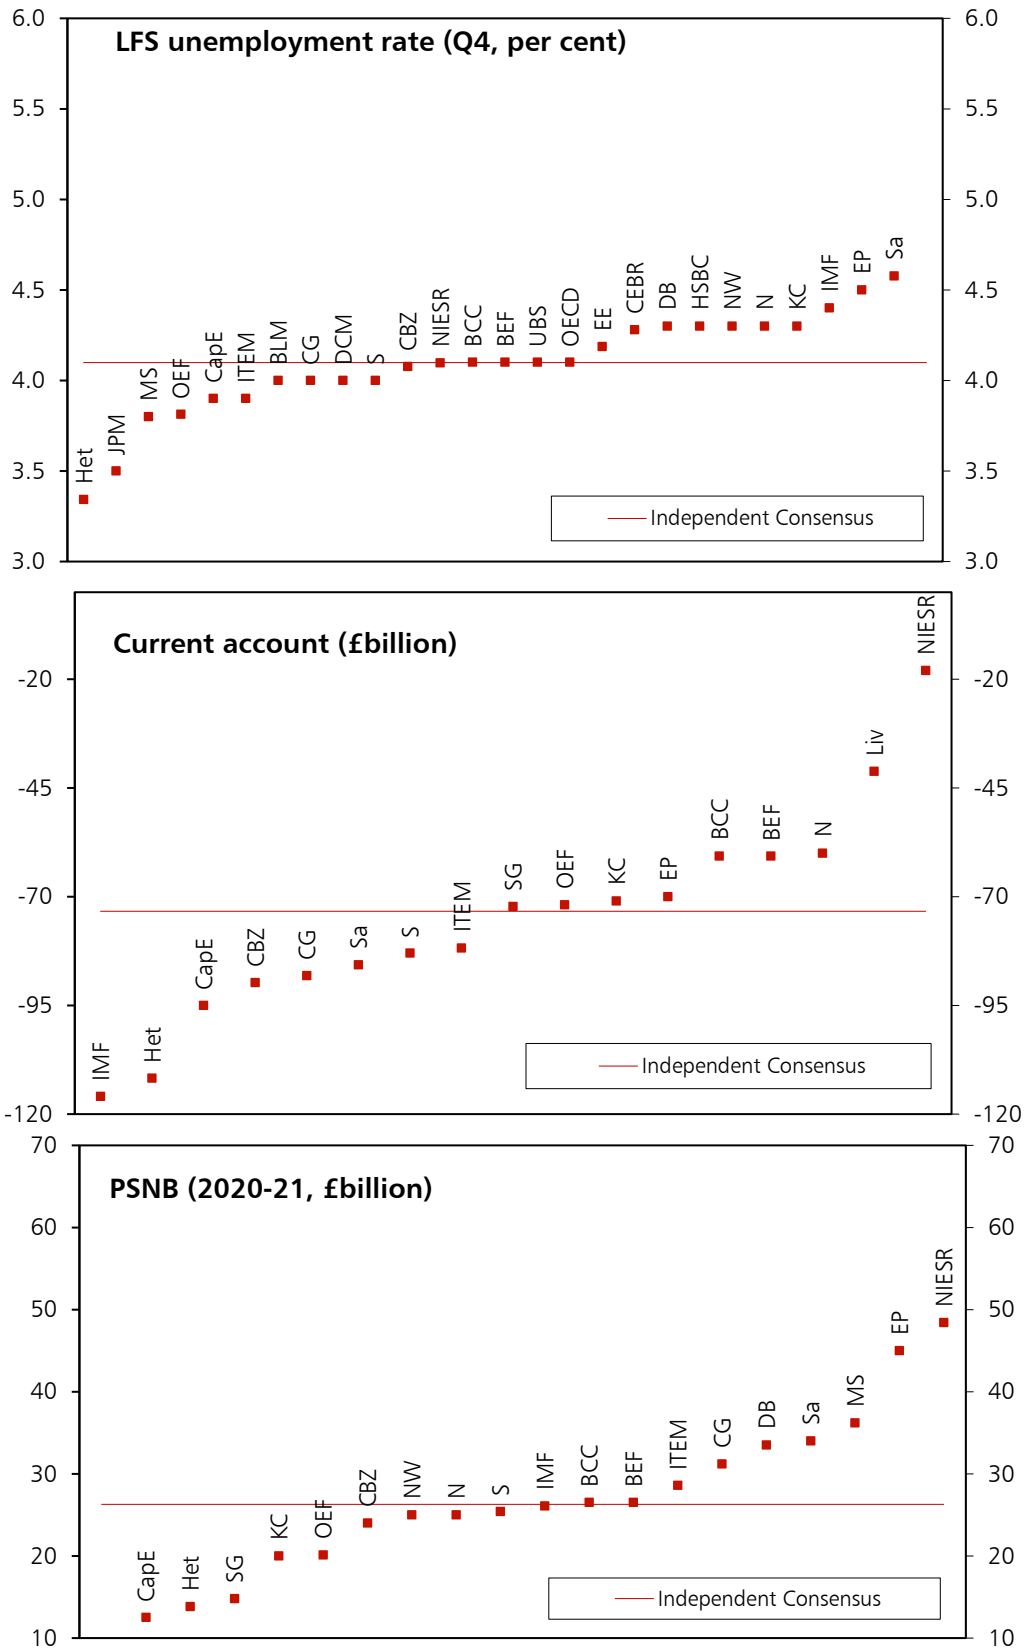 LFS unemployment rate (Q4, per cent)
6.0
5.5
5.0
4.5
4.0
3.5
3.0
6.0
5.5
5.0
4.5
4.0
3.5
3.0
Het
JPM
MS
OEF
CapE
ITEM
BLM
CG
DCM
S
CBZ
NIESR
BCC
BEF
UBS
OECD
EE
CEBR
DB
HSBC
NW
N
KC
IMF
EP
Sa
Independent Consensus
Current account (£billion)
-20
-45
-70
-95
-120
-20
-45
-70
-95
-120
IMF
Het
CapE
CBZ
CG
Sa
S
ITEM
SG
OEF
KC
EP
BCC
BEF
N
Liv
NIESR
Independent Consensus
PSNB (2020-21, £billion)
70
60
50
40
30
20
10
70
60
50
40
30
20
10
CapE
Het
SG
KC
OEF
CBZ
NW
N
S
IMF
BCC
BEF
ITEM
CG
DB
Sa
MS
EP
NIESR
Independent Consensus